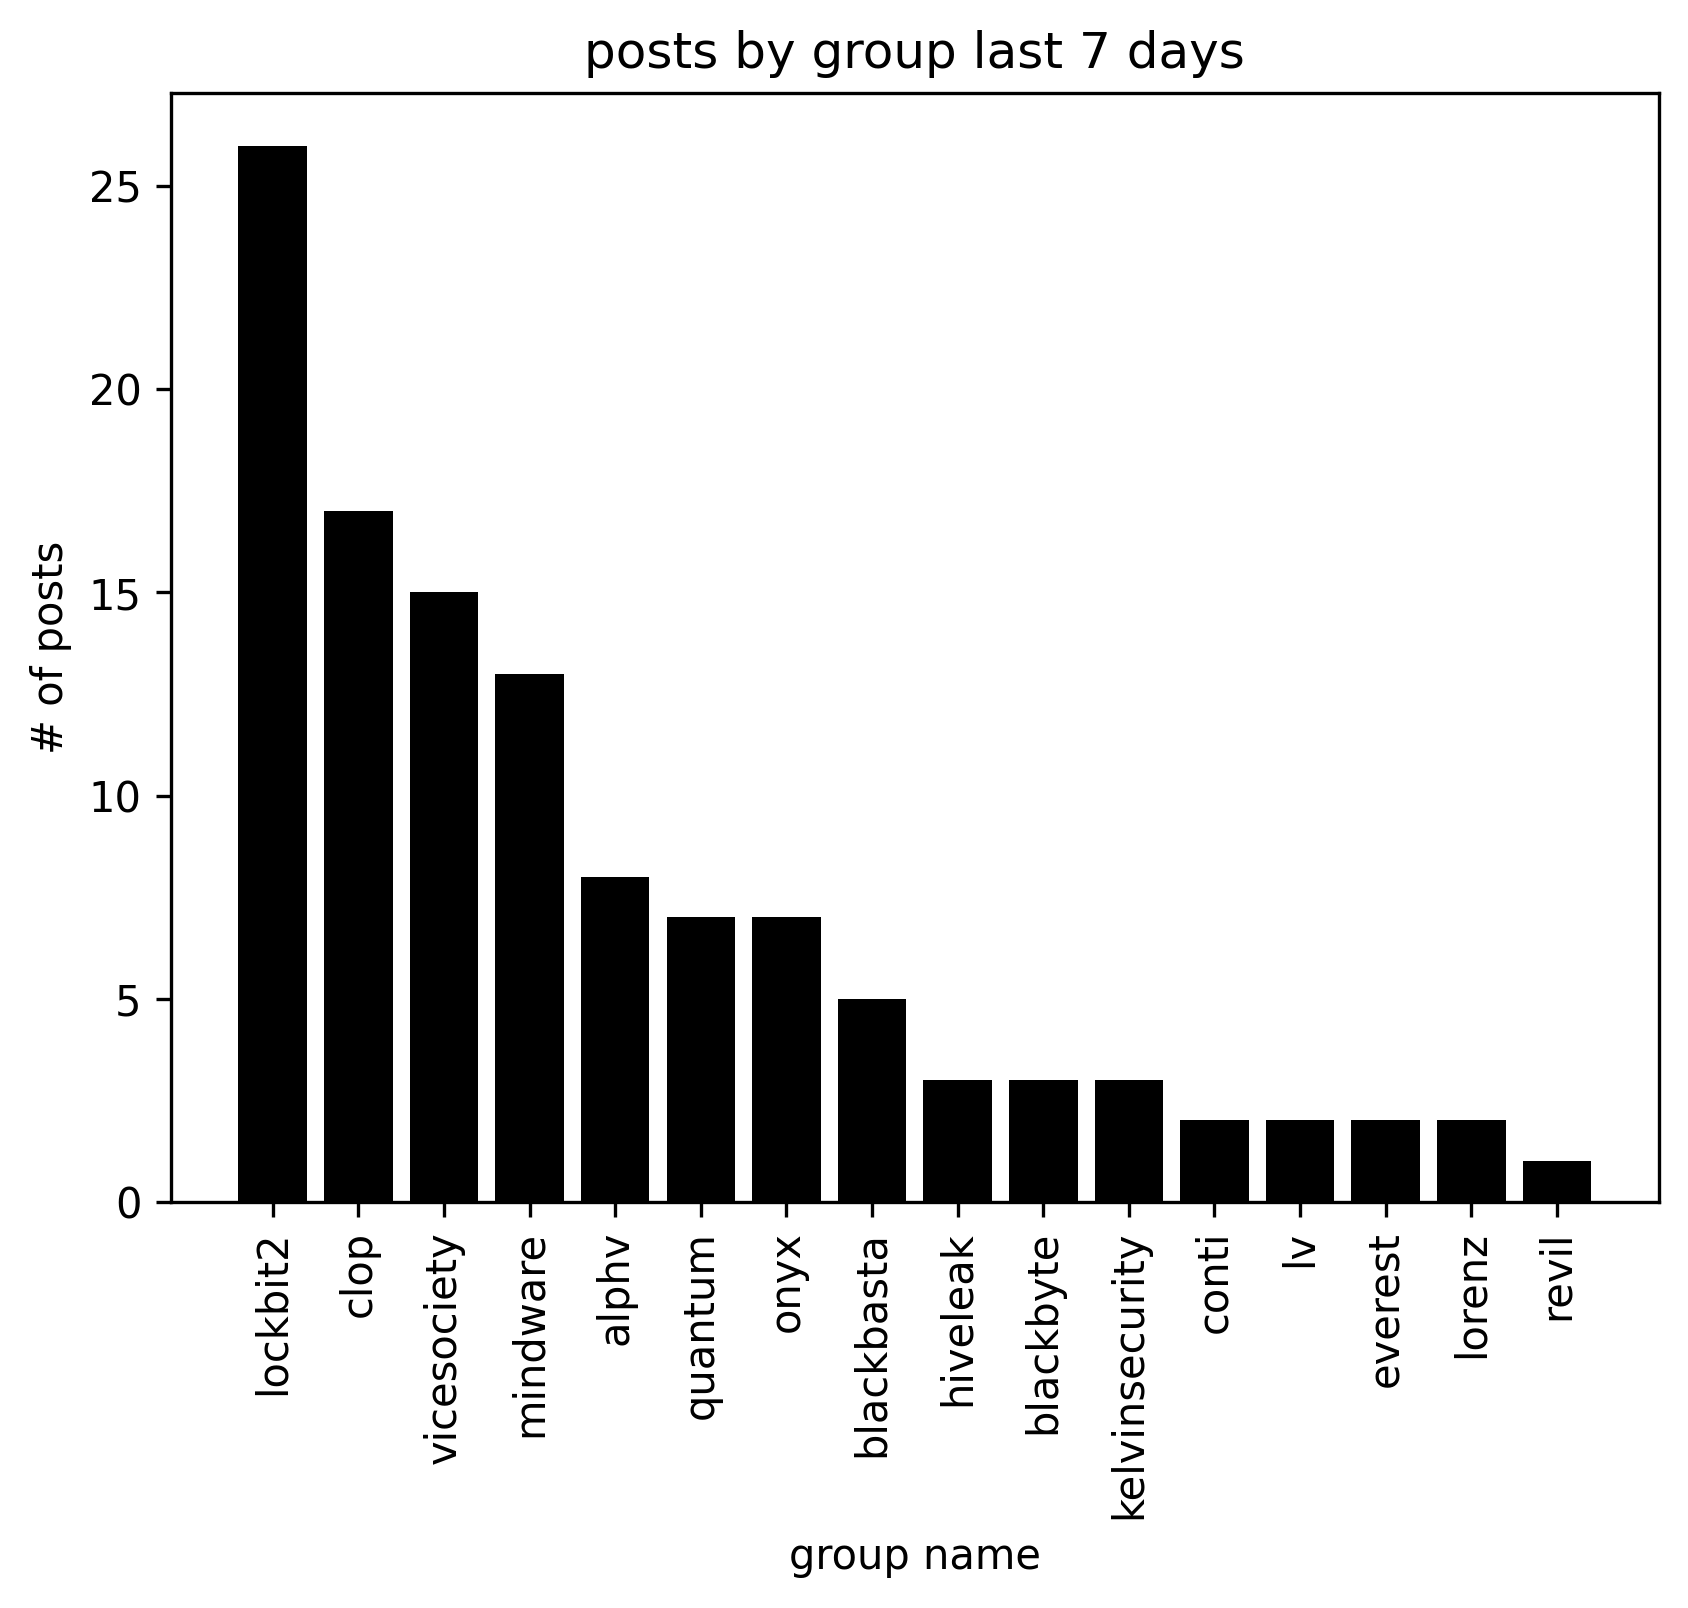 posts by group last 7 days
# of posts
25
20
15
10
5
0
lockbit2
clop
vicesociety
mindware
alphv
quantum
onyx
blackbasta
hiveleak
blackbyte
kelvinsecurity
conti
lv
everest
lorenz
revil
group name